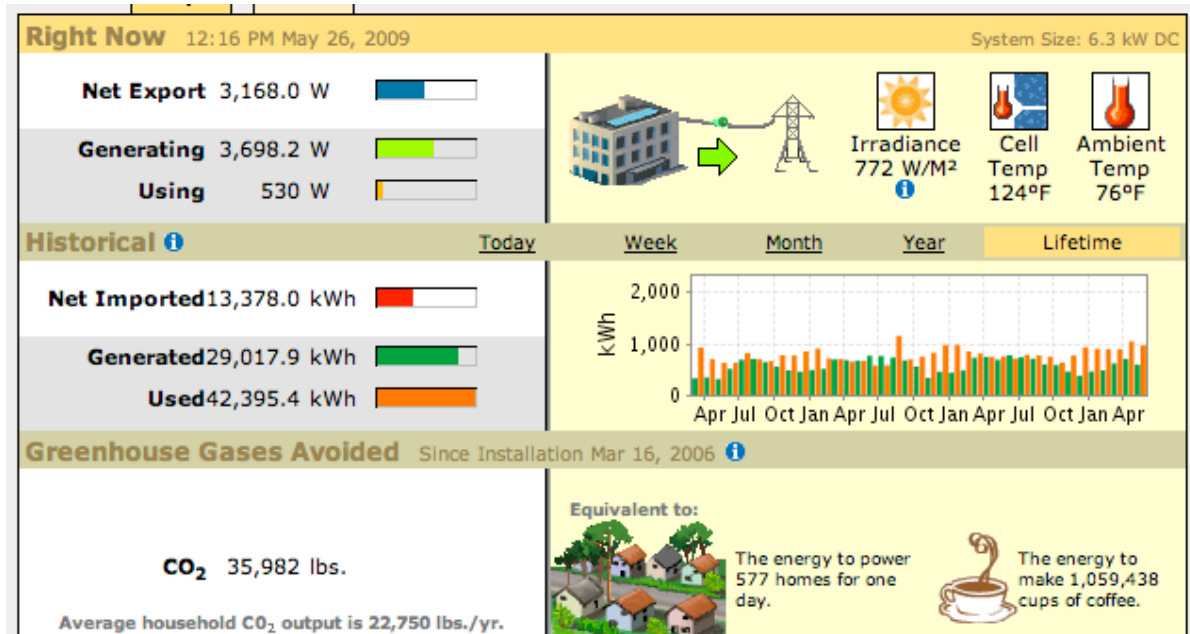 Right Now 12:16 PM May 26, 2009
System Size: 6.3 kW DC
Net Export 3,168.0 W
Generating 3,698.2 W
Using 530 W
Irradiance
772 W/M²
Cell
Temp
124ºF
Ambient
Temp
76ºF
Historical
Today Week Month Year Lifetime
Net Imported 13,378.0 kWh
Generated 29,017.9 kWh
Used 42,395.4 kWh
kWh
2,000
1,000
0
Apr Jul Oct Jan Apr Jul Oct Jan Apr Jul Oct Jan Apr
Greenhouse Gases Avoided Since Installation Mar 16, 2006
CO₂ 35,982 lbs.
Average household CO₂ output is 22,750 lbs./yr.
Equivalent to:
The energy to power
577 homes for one
day.
The energy to
make 1,059,438
cups of coffee.